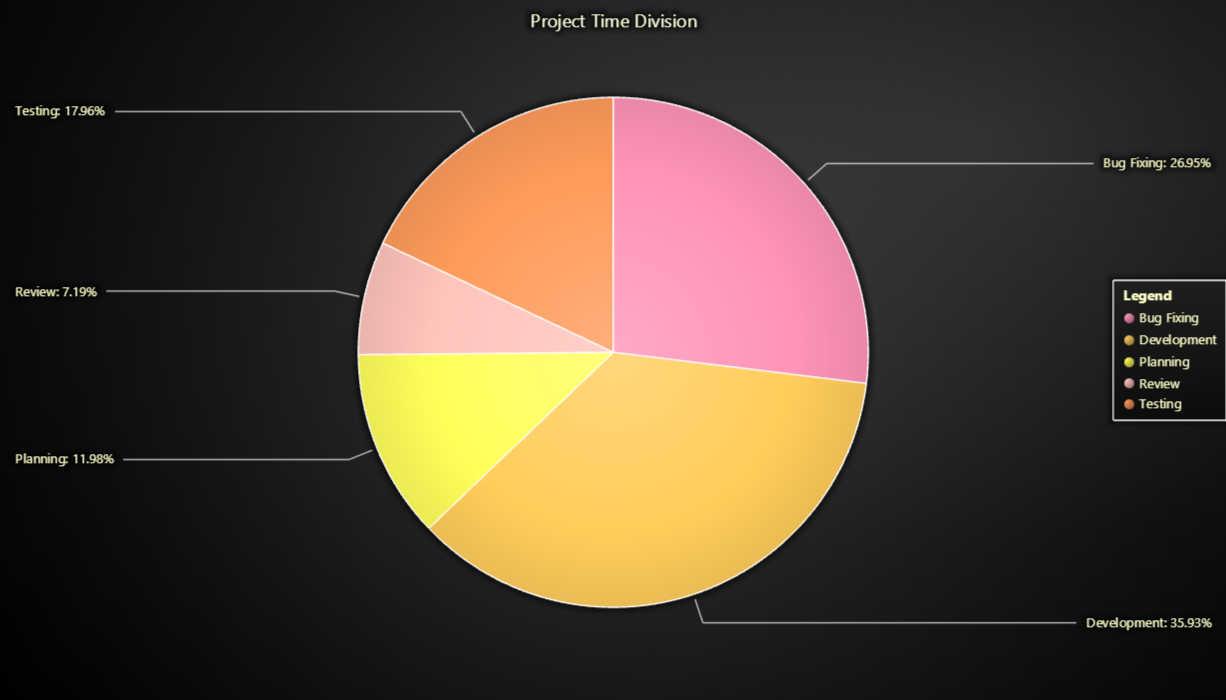 Project Time Division
Testing: 17.96%
Bug Fixing: 26.95%
Review: 7.19%
Legend
Bug Fixing
Development
Planning
Review
Testing
Planning: 11.98%
Development: 35.93%